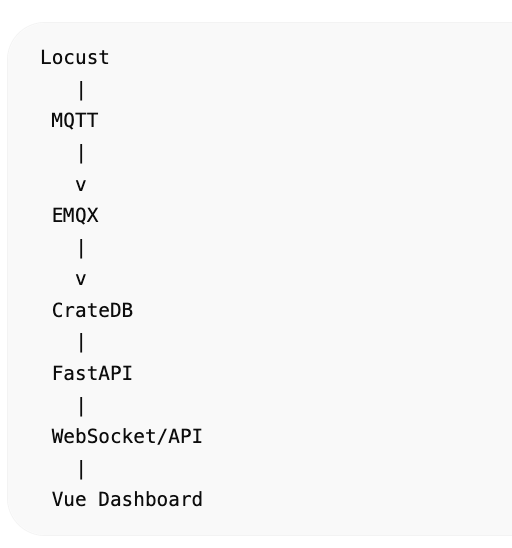 Locust
|
MQTT
|
v
EMQX
|
v
CrateDB
|
FastAPI
|
WebSocket/API
|
Vue Dashboard